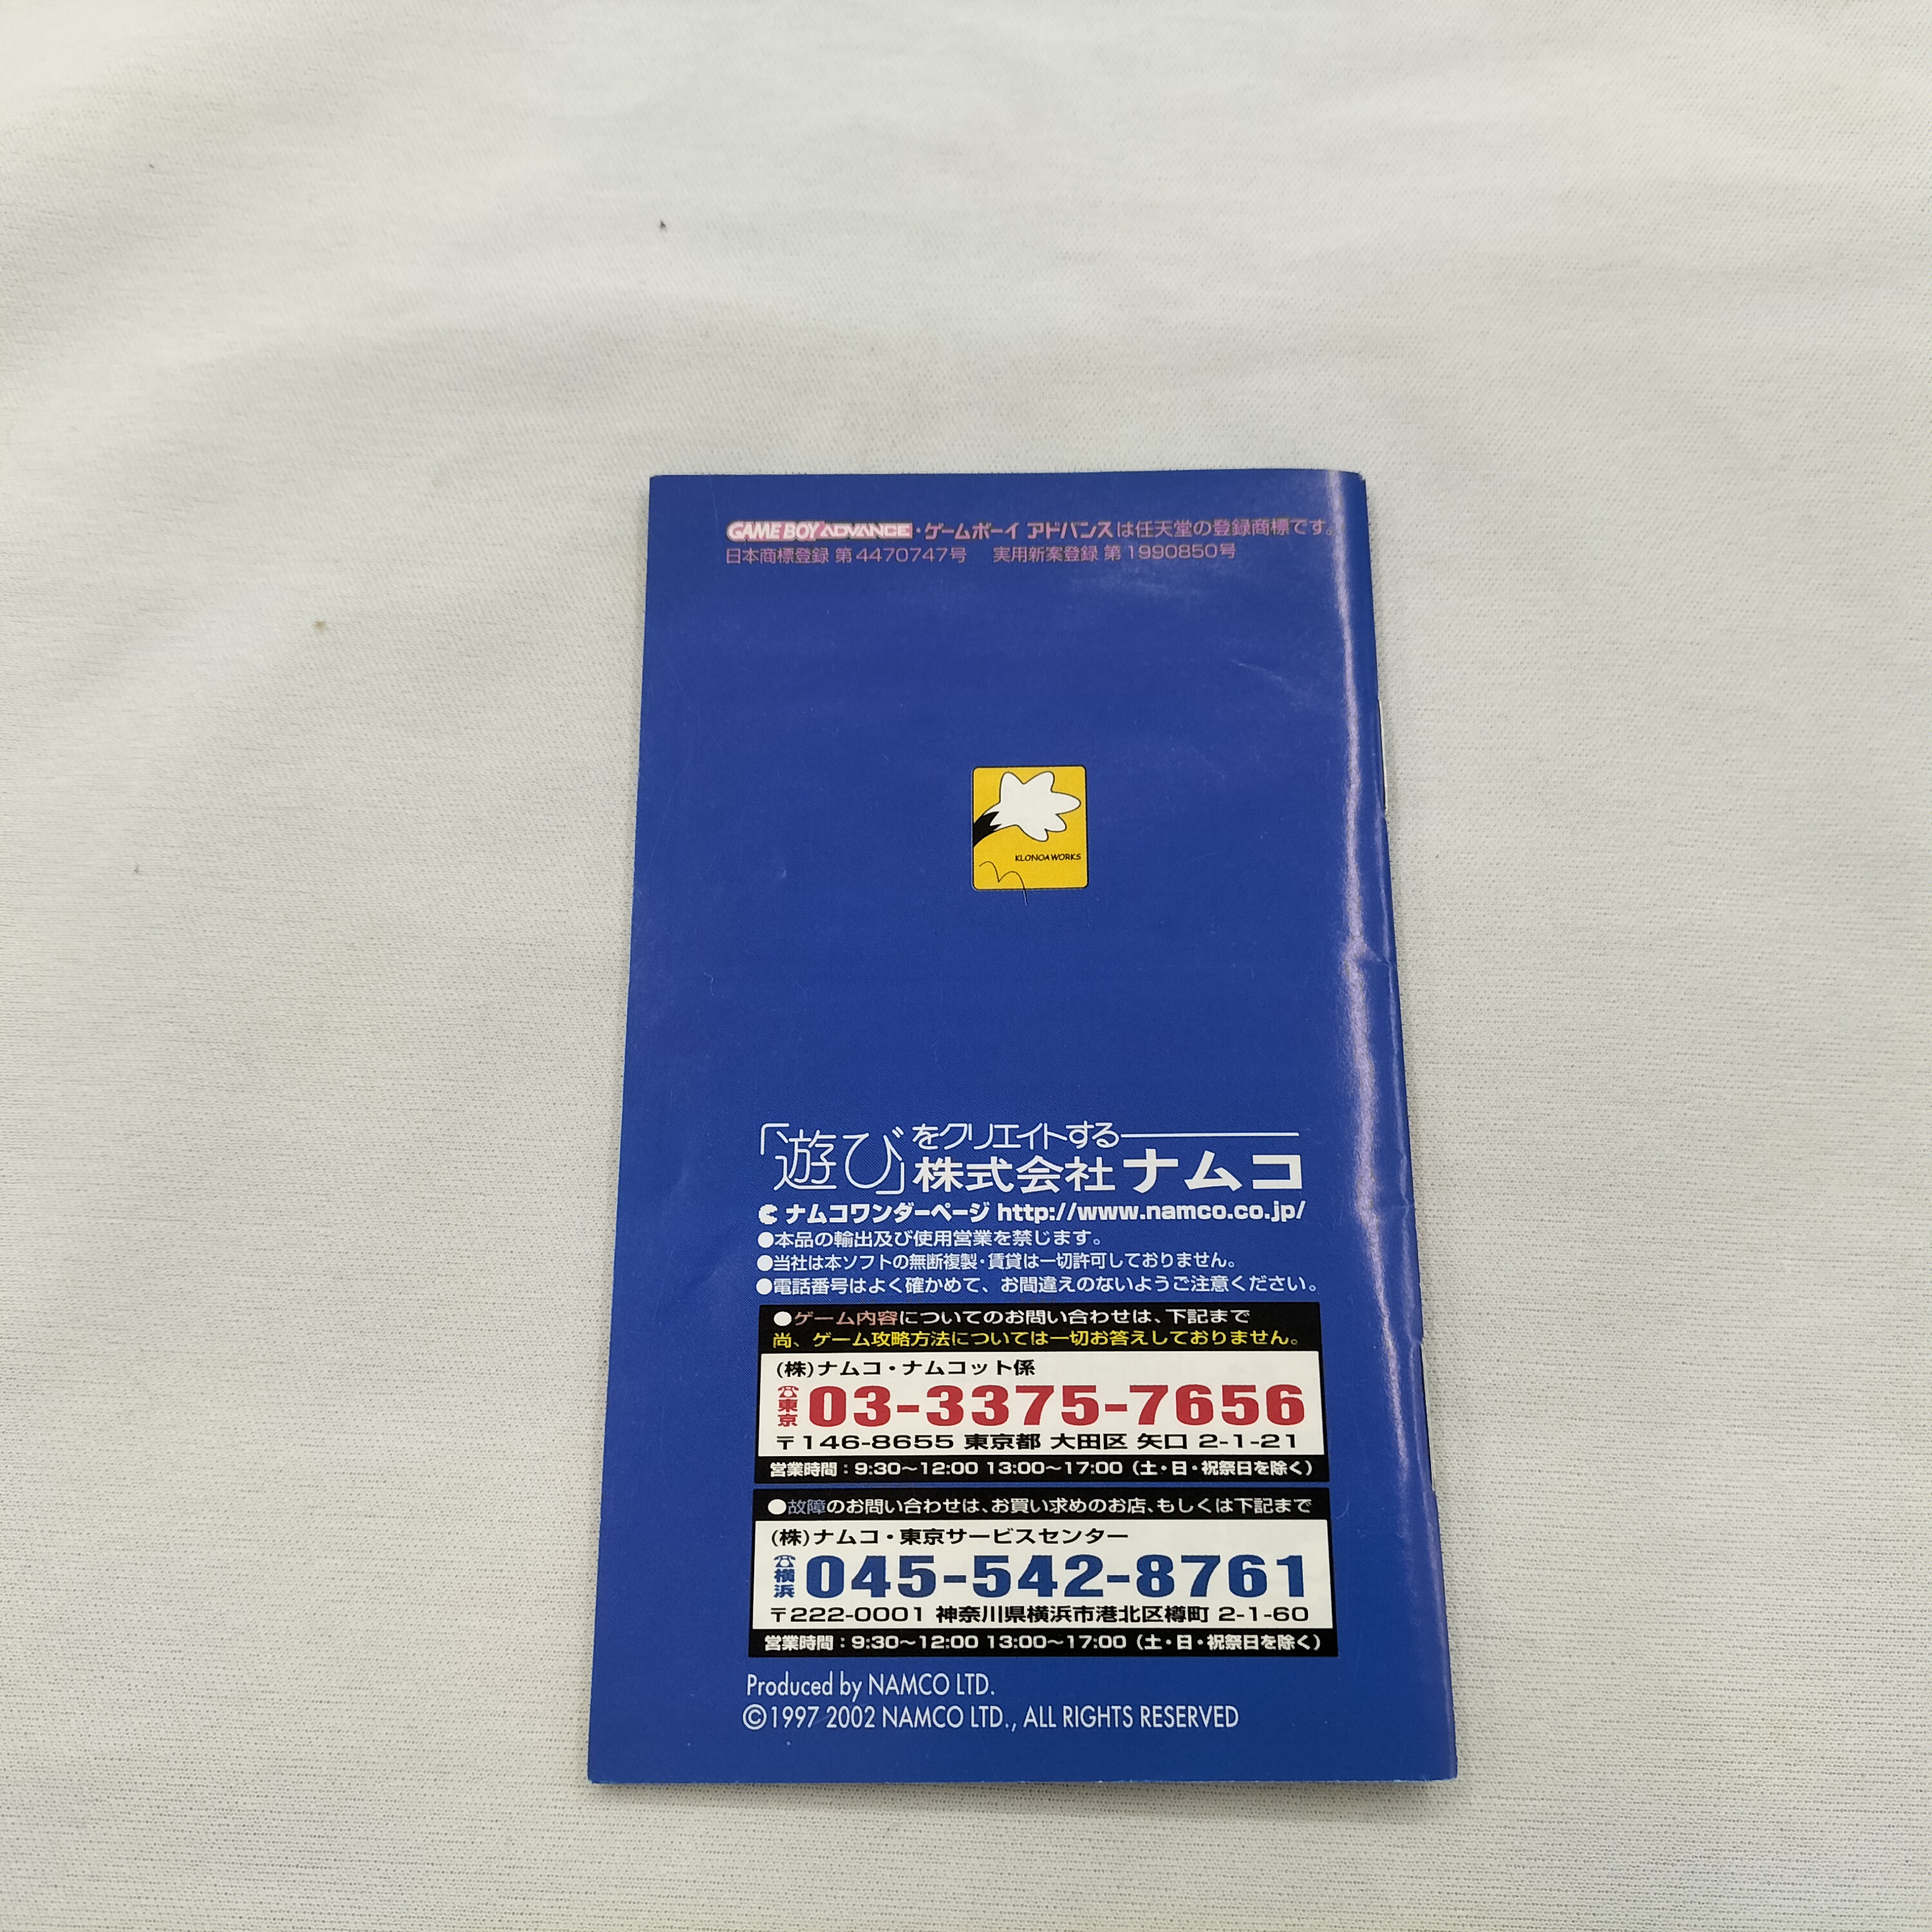 GAME BOY ADVANCE・ゲームボーイ アドバンスは任天堂の登録商標です。
日本商標登録 第4470747号 実用新案登録 第1990850号
KLONOA WORKS
「遊び」をクリエイトする
株式会社ナムコ
ナムコワンダーページ http://www.namco.co.jp/
●本品の輸出及び使用営業を禁じます。
●当社は本ソフトの無断複製・賃貸は一切許可しておりません。
●電話番号はよく確かめて、お間違えのないようご注意ください。
●ゲーム内容についてのお問い合わせは、下記まで
尚、ゲーム攻略方法については一切お答えしておりません。
(株)ナムコ・ナムコット係
☎東京 03-3375-7656
〒146-8655 東京都 大田区 矢口 2-1-21
営業時間：9:30〜12:00 13:00〜17:00（土・日・祝祭日を除く）
●故障のお問い合わせは、お買い求めのお店、もしくは下記まで
(株)ナムコ・東京サービスセンター
☎横浜 045-542-8761
〒222-0001 神奈川県横浜市港北区樽町 2-1-60
営業時間：9:30〜12:00 13:00〜17:00（土・日・祝祭日を除く）
Produced by NAMCO LTD.
©1997 2002 NAMCO LTD., ALL RIGHTS RESERVED